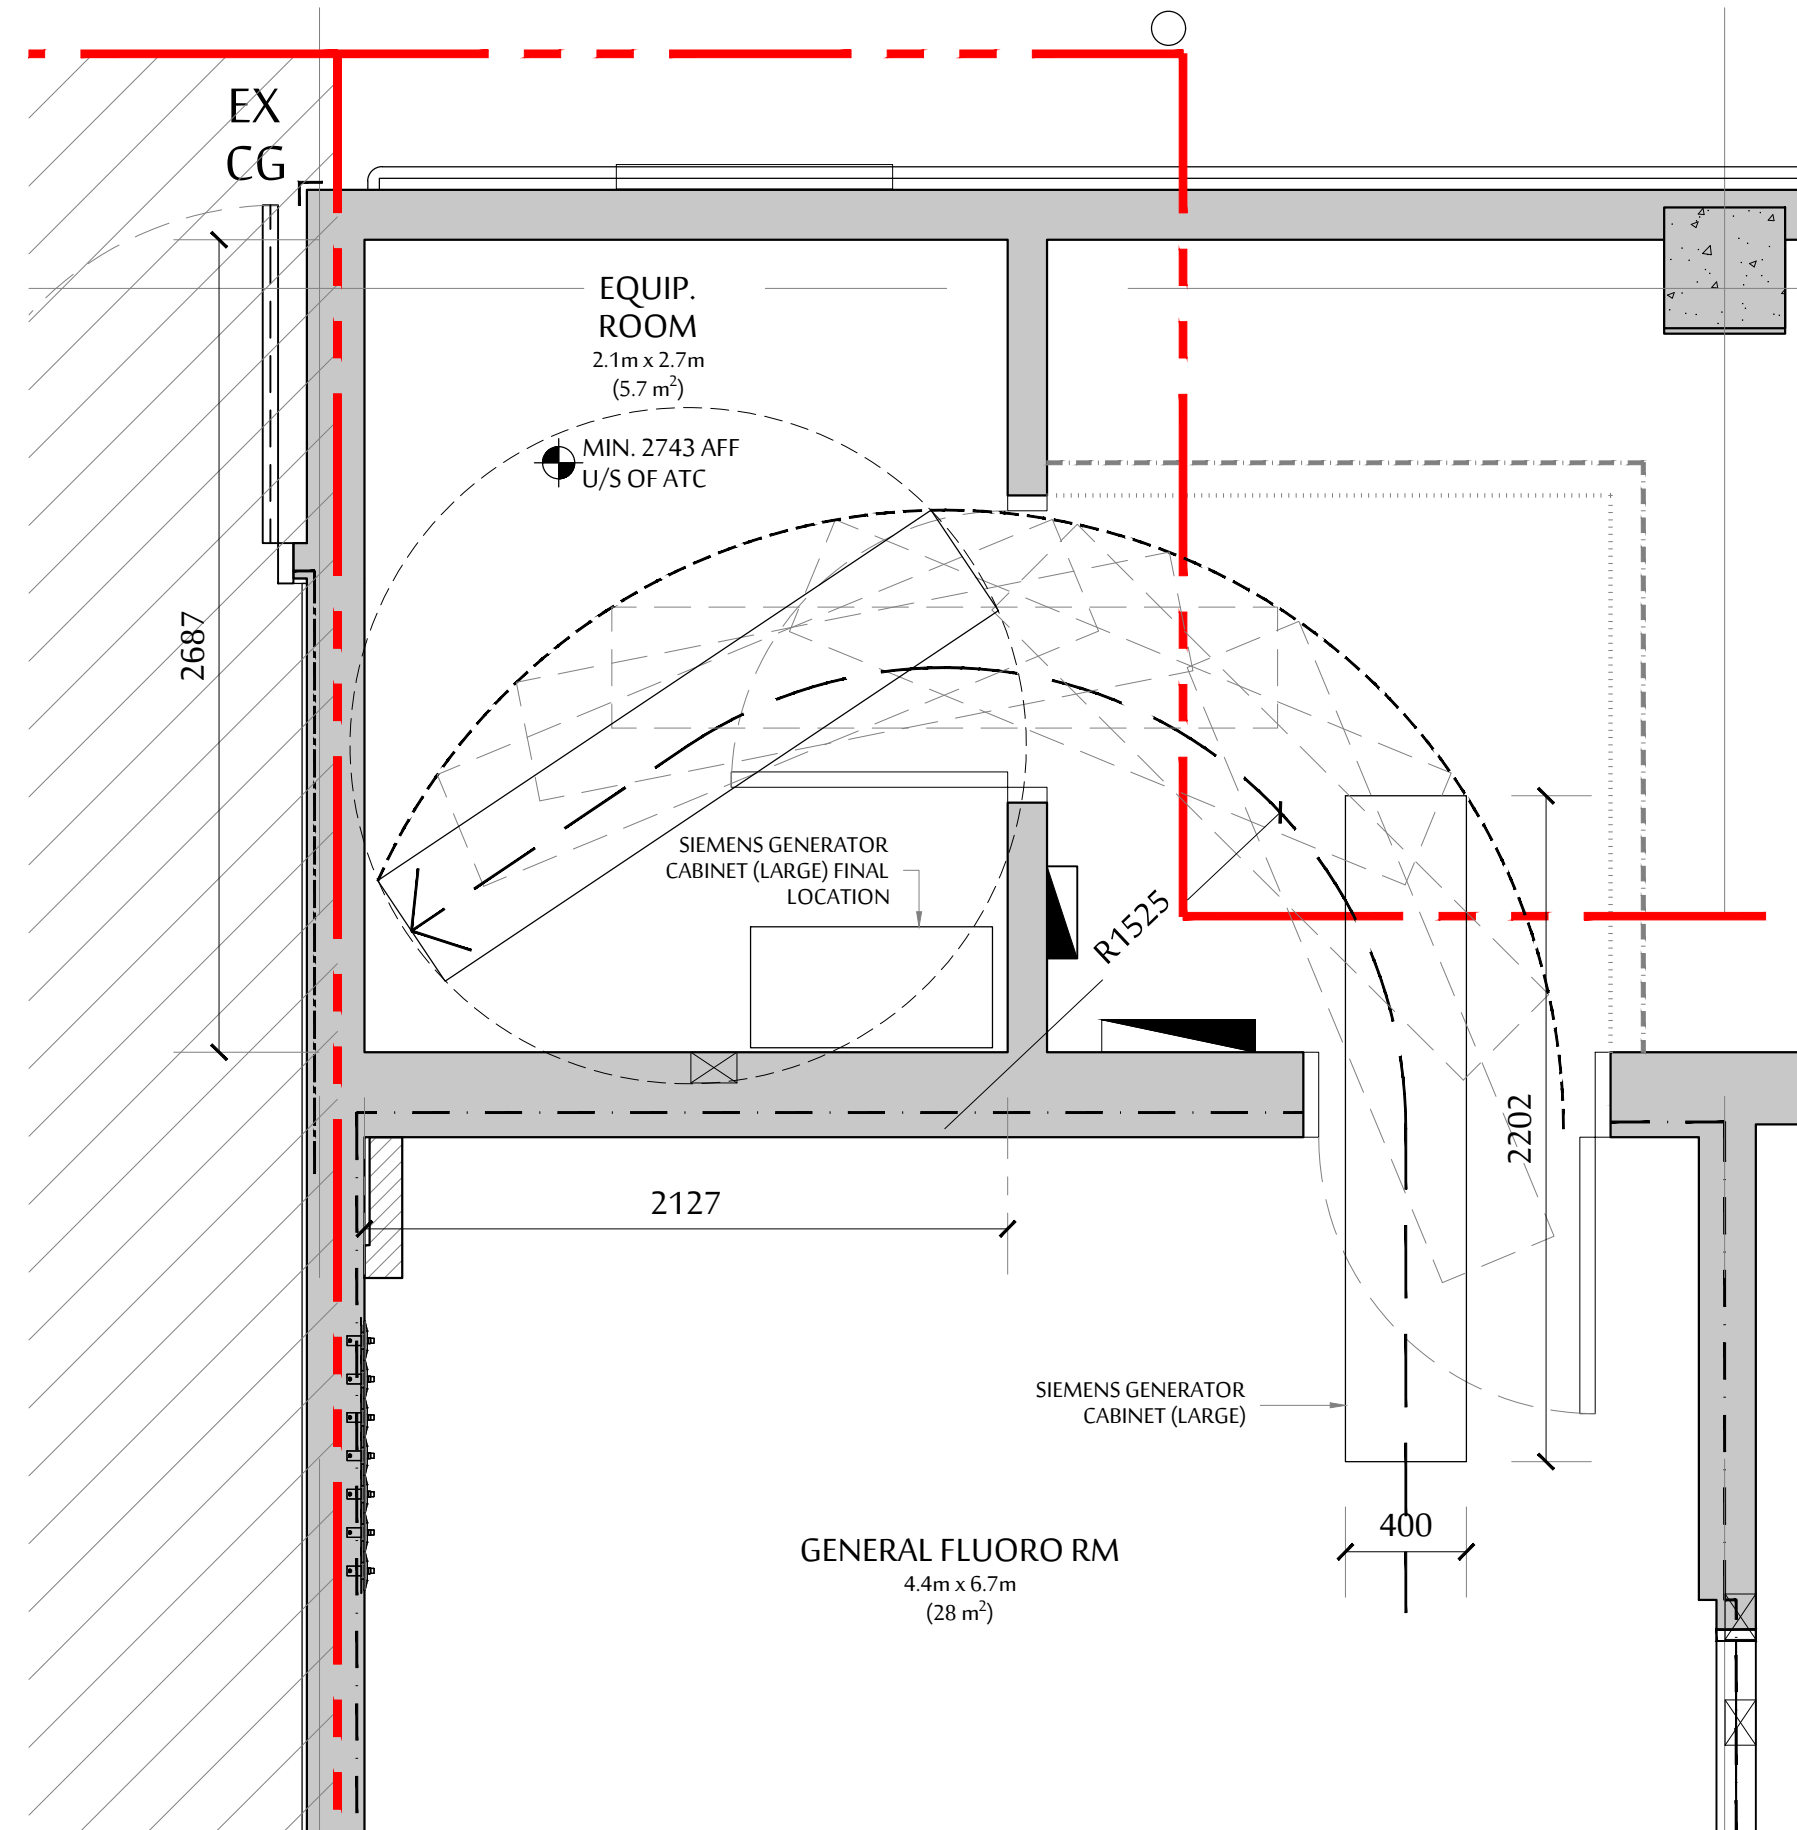 EX
CG
EQUIP.
ROOM
2.1m x 2.7m
(5.7 m²)
MIN. 2743 AFF
U/S OF ATC
2687
SIEMENS GENERATOR
CABINET (LARGE) FINAL
LOCATION
R1525
2202
2127
SIEMENS GENERATOR
CABINET (LARGE)
400
GENERAL FLUORO RM
4.4m x 6.7m
(28 m²)